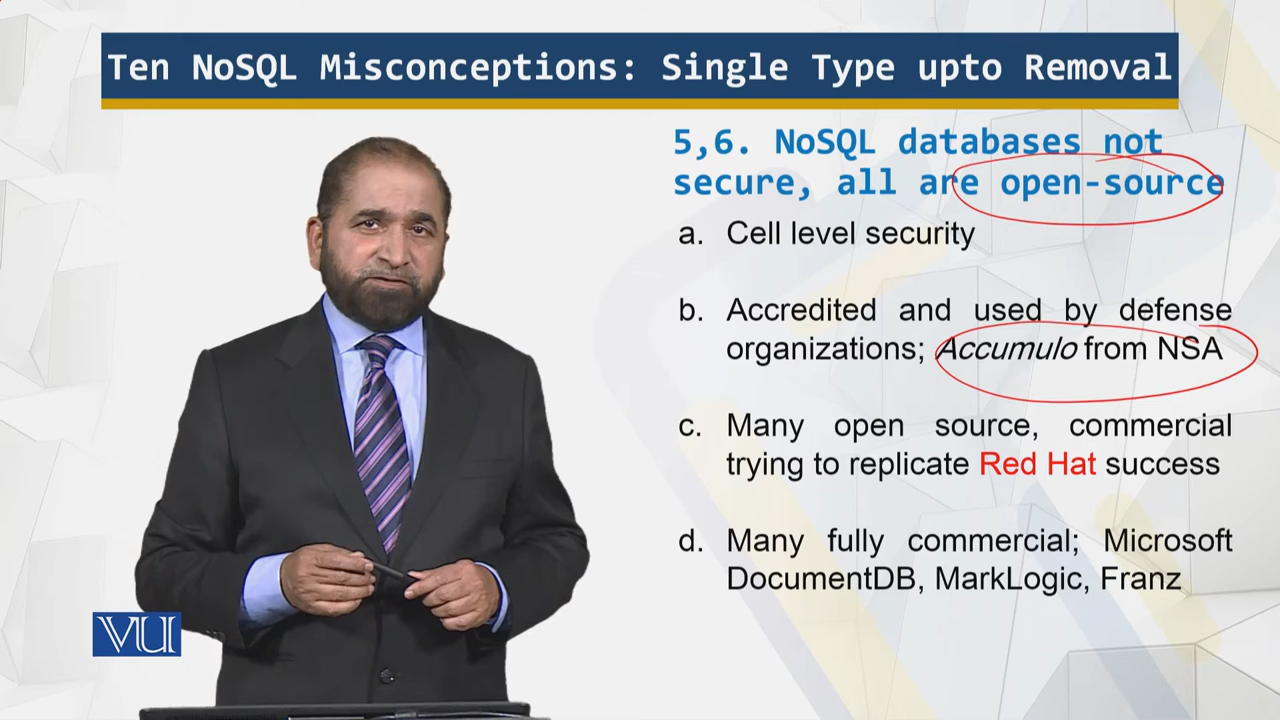 Ten NoSQL Misconceptions: Single Type upto Removal
5,6. NoSQL databases not
secure, all are open-source
a. Cell level security
b. Accredited and used by defense
organizations; Accumulo from NSA
c. Many open source, commercial
trying to replicate Red Hat success
d. Many fully commercial; Microsoft
DocumentDB, MarkLogic, Franz
VU